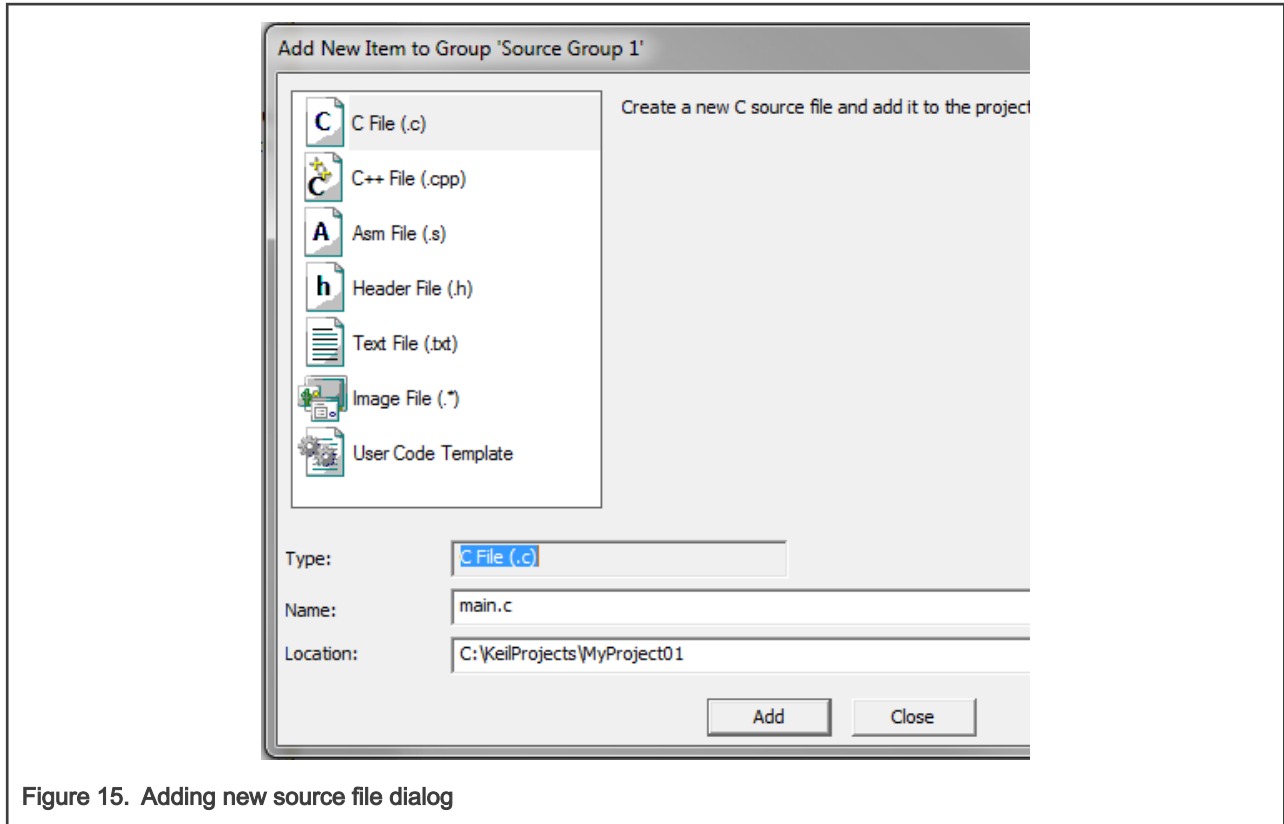 Add New Item to Group 'Source Group 1'
C File (.c)
C++ File (.cpp)
Asm File (.s)
Header File (.h)
Text File (.txt)
Image File (.*)
User Code Template
Create a new C source file and add it to the project
Type:
C File (.c)
Name:
main.c
Location:
C:\KeilProjects\MyProject01
Add
Close
Figure 15. Adding new source file dialog